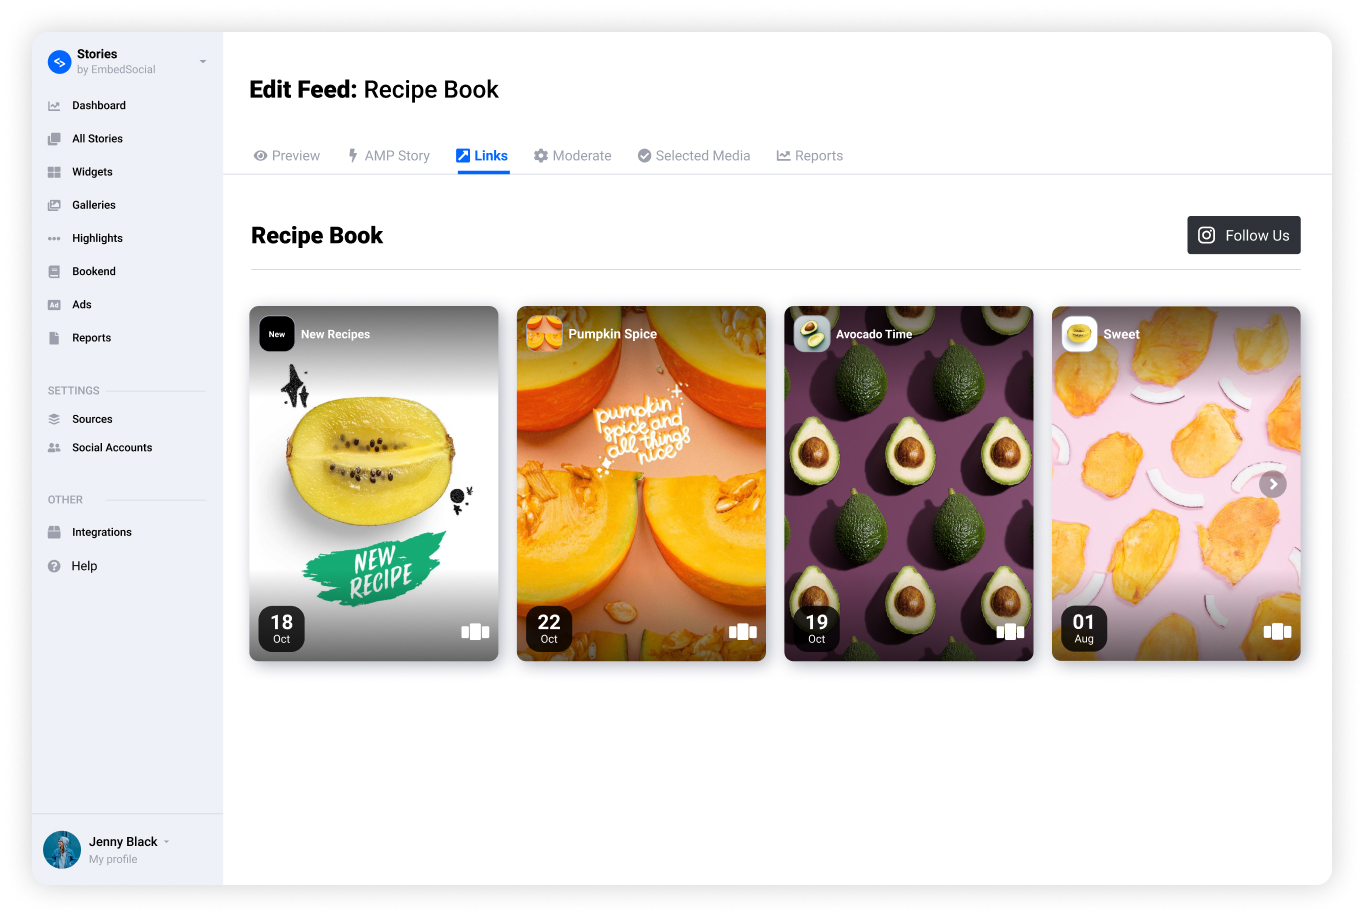 Stories
by EmbedSocial
Dashboard
All Stories
Widgets
Galleries
Highlights
Bookend
Ad Ads
Reports
SETTINGS
Sources
Social Accounts
OTHER
Integrations
? Help
Jenny Black
My profile
Edit Feed: Recipe Book
Preview AMP Story Links Moderate Selected Media Reports
Recipe Book
Follow Us
New New Recipes
NEW
RECIPE
18
Oct
Pumpkin Spice
pumpkin
spice and
all things
nice
22
Oct
Avocado Time
19
Oct
Sweet
01
Aug